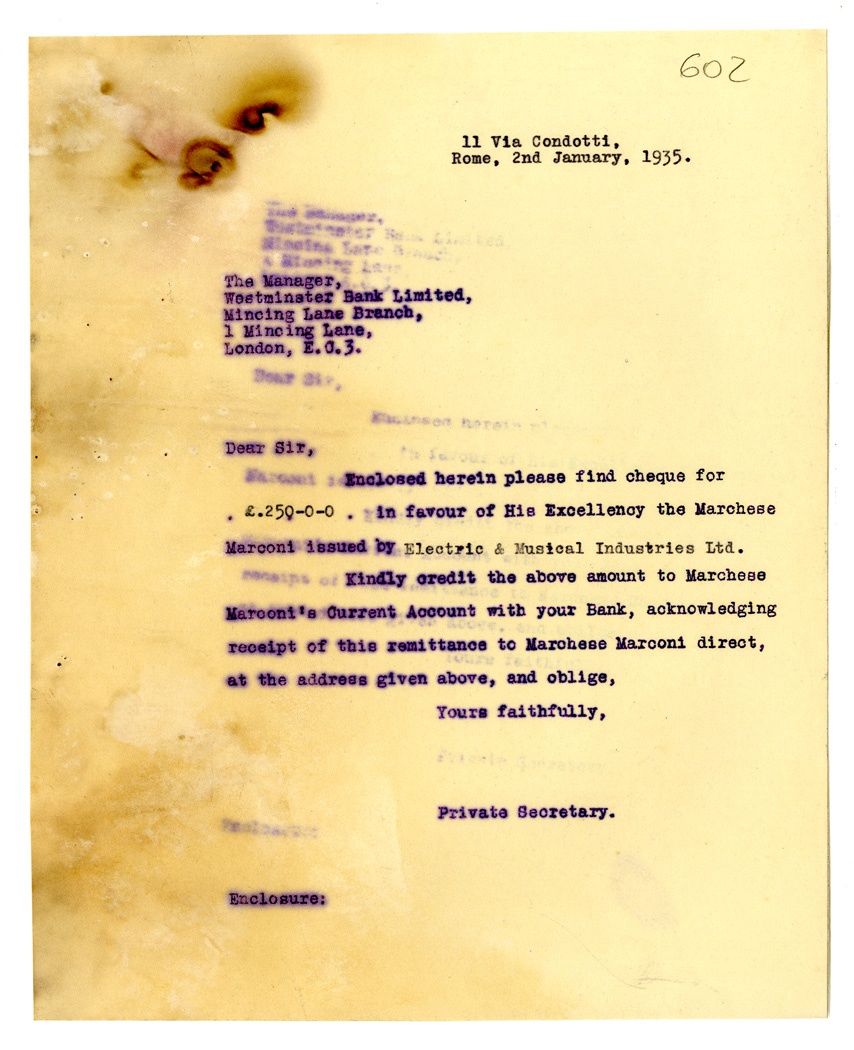 602
11 Via Condotti,
Rome, 2nd January, 1935.
The Manager,
Westminster Bank Limited,
Mincing Lane Branch,
1 Mincing Lane,
London, E.C.3.
Dear Sir,
Enclosed herein please find cheque for
. £.250-0-0 . in favour of His Excellency the Marchese
Marconi issued by Electric & Musical Industries Ltd.
Kindly credit the above amount to Marchese
Marconi's Current Account with your Bank, acknowledging
receipt of this remittance to Marchese Marconi direct,
at the address given above, and oblige,
Yours faithfully,
Private Secretary.
Enclosure: